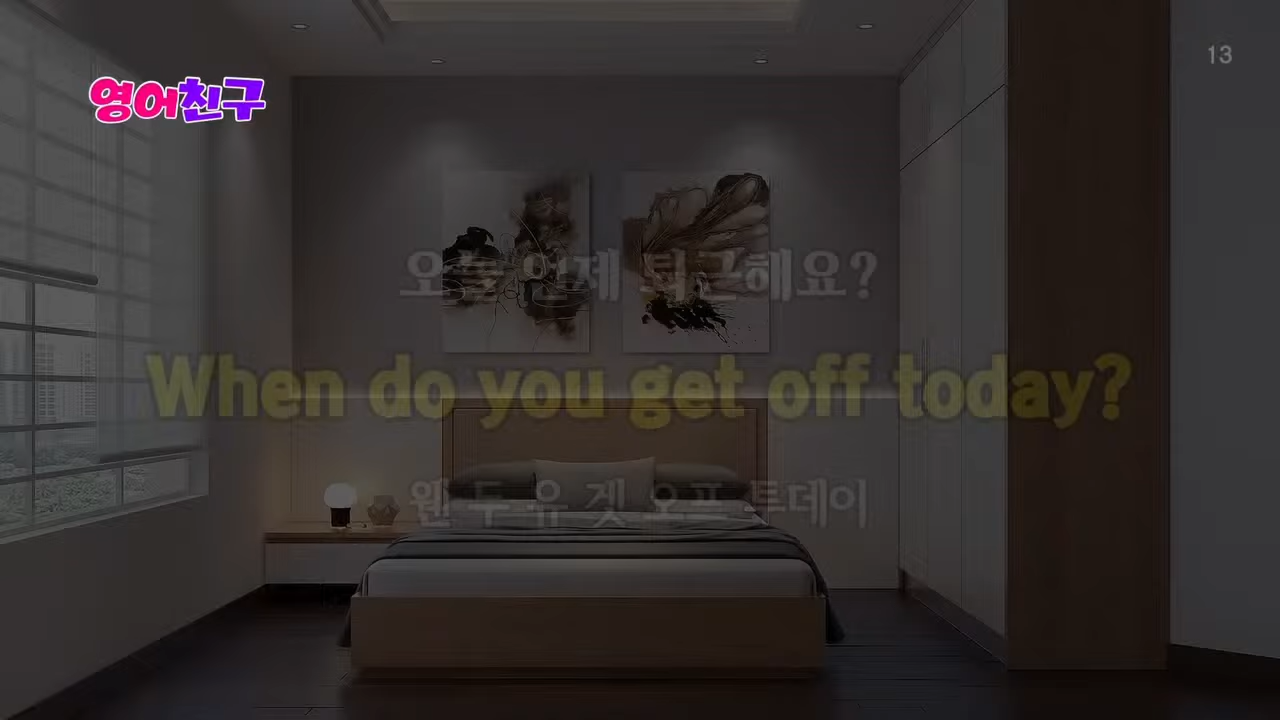 영어친구
13
오늘 언제 퇴근해요?
When do you get off today?
웬 두 유 겟 오프 투데이